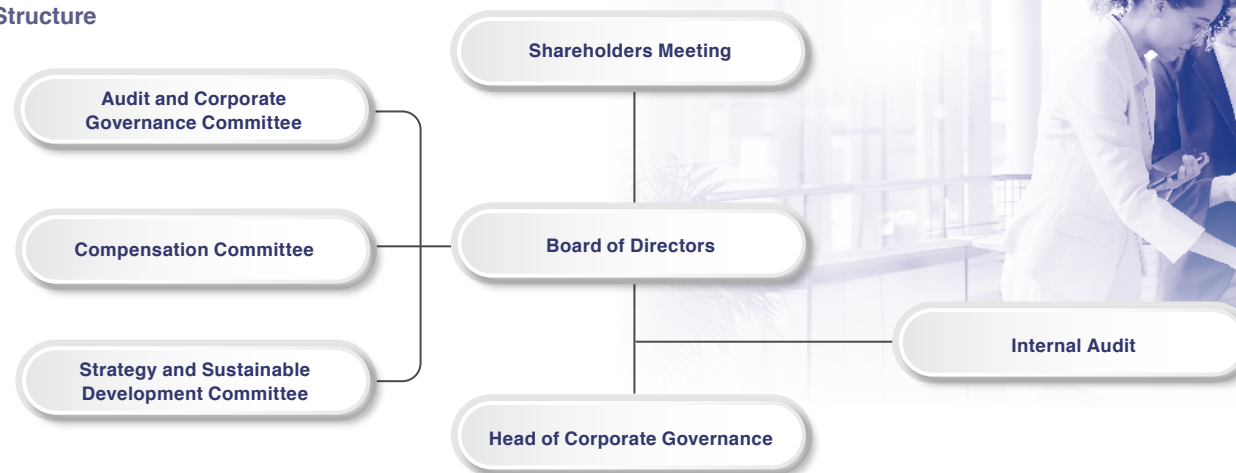 Structure
Shareholders Meeting
Audit and Corporate
Governance Committee
Compensation Committee
Board of Directors
Internal Audit
Strategy and Sustainable
Development Committee
Head of Corporate Governance